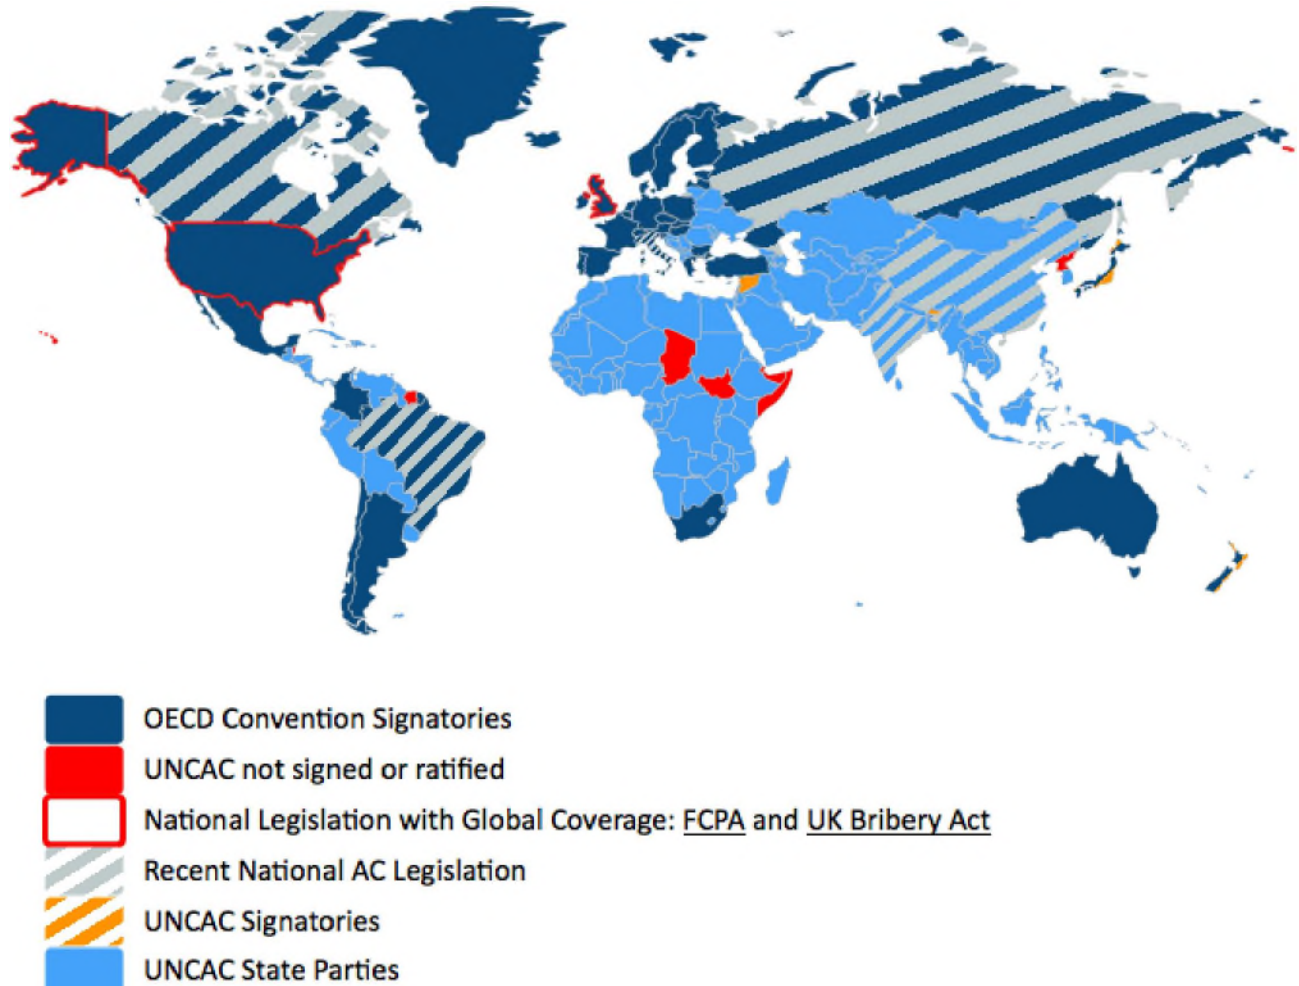 OECD Convention Signatories
UNCAC not signed or ratified
National Legislation with Global Coverage: FCPA and UK Bribery Act
Recent National AC Legislation
UNCAC Signatories
UNCAC State Parties